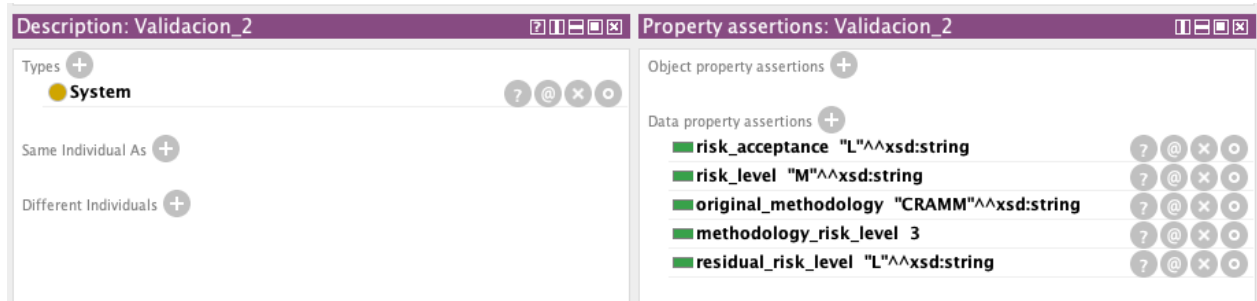 Description: Validacion_2
Types
System
Same Individual As
Different Individuals
Property assertions: Validacion_2
Object property assertions
Data property assertions
risk_acceptance "L"^^xsd:string
risk_level "M"^^xsd:string
original_methodology "CRAMM"^^xsd:string
methodology_risk_level 3
residual_risk_level "L"^^xsd:string